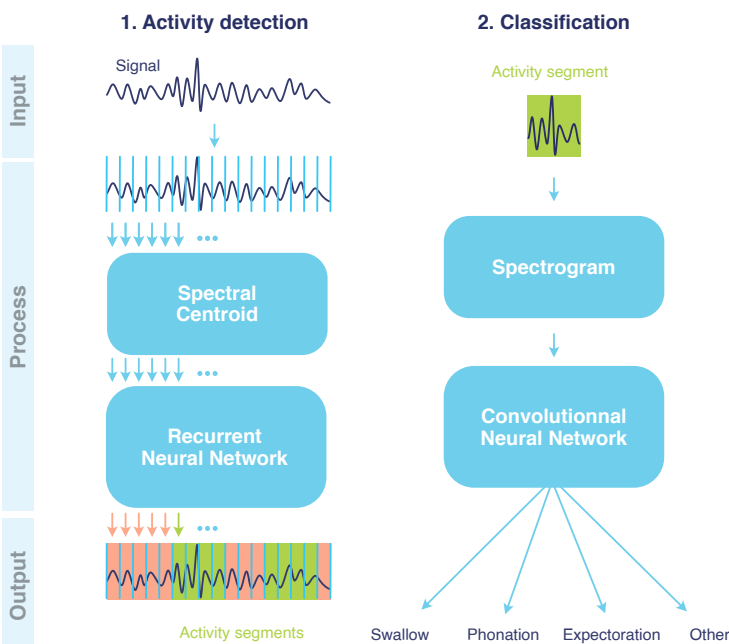 1. Activity detection
2. Classification
Input
Signal
Activity segment
Process
...
Spectral
Centroid
...
Recurrent
Neural Network
...
Spectrogram
Convolutionnal
Neural Network
Output
Activity segments
Swallow
Phonation
Expectoration
Other